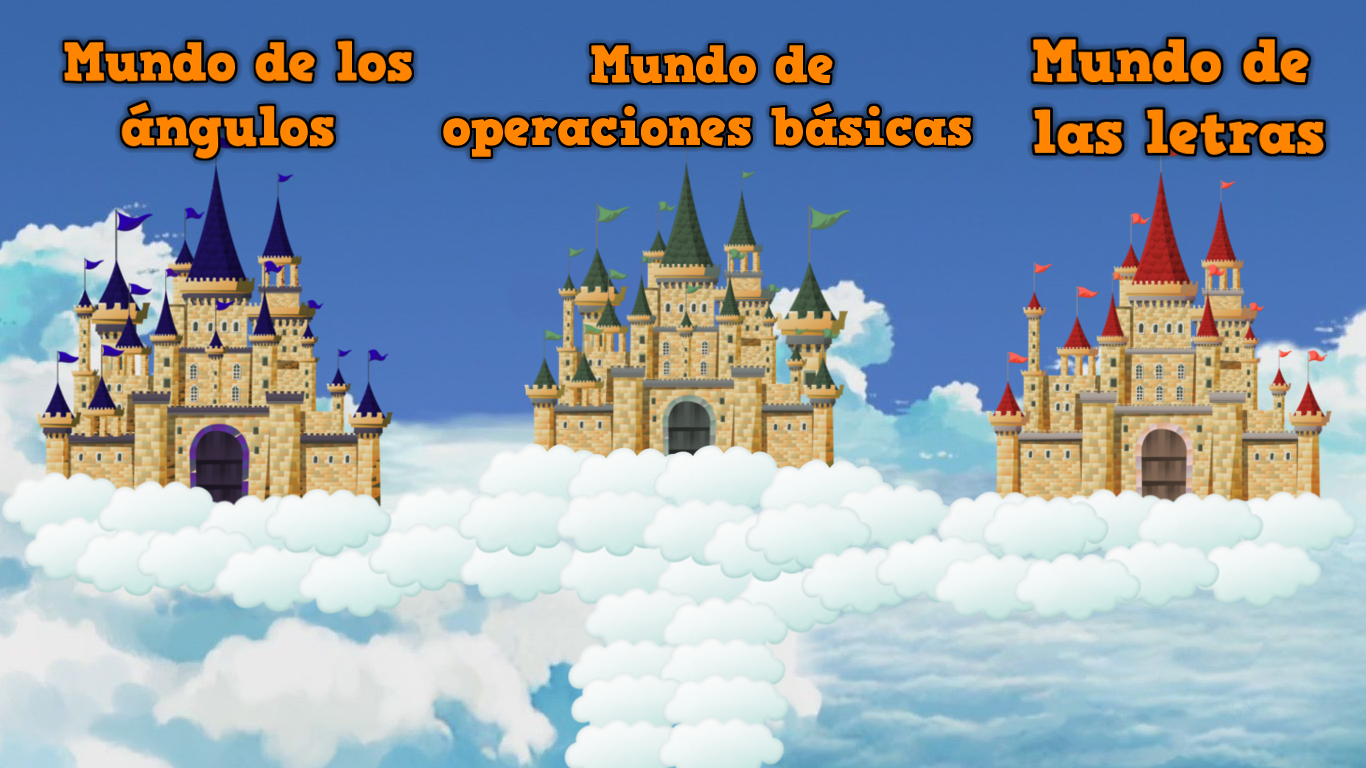 Mundo de los
ángulos
Mundo de
operaciones básicas
Mundo de
las letras